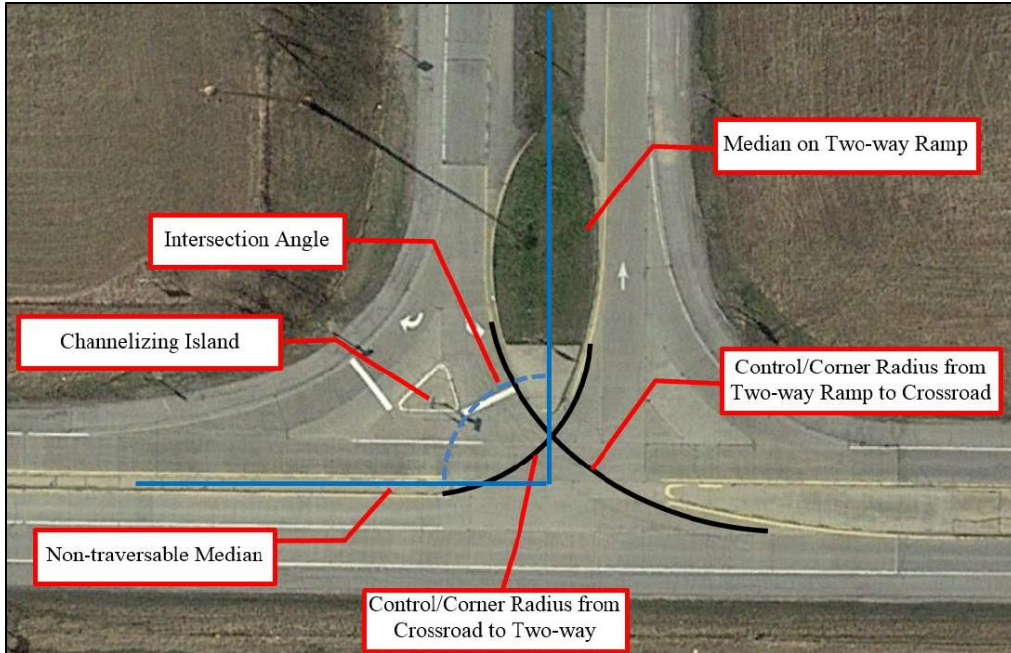 Median on Two-way Ramp
Intersection Angle
Channelizing Island
Control/Corner Radius from
Two-way Ramp to Crossroad
Non-traversable Median
Control/Corner Radius from
Crossroad to Two-way